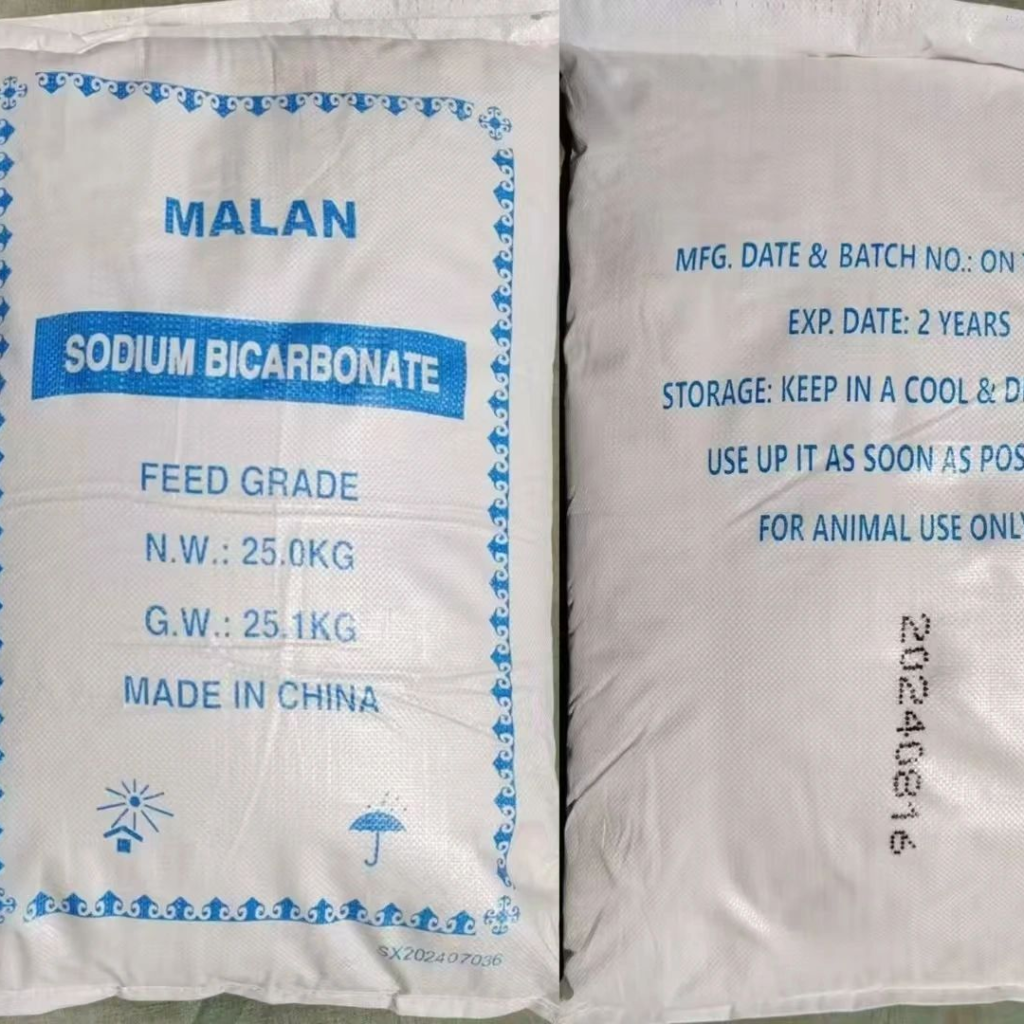 MALAN
SODIUM BICARBONATE
FEED GRADE
N.W.: 25.0KG
G.W.: 25.1KG
MADE IN CHINA
SX202407036
MFG. DATE & BATCH NO.: ON
EXP. DATE: 2 YEARS
STORAGE: KEEP IN A COOL &
USE UP IT AS SOON AS
FOR ANIMAL USE ONLY
20240816